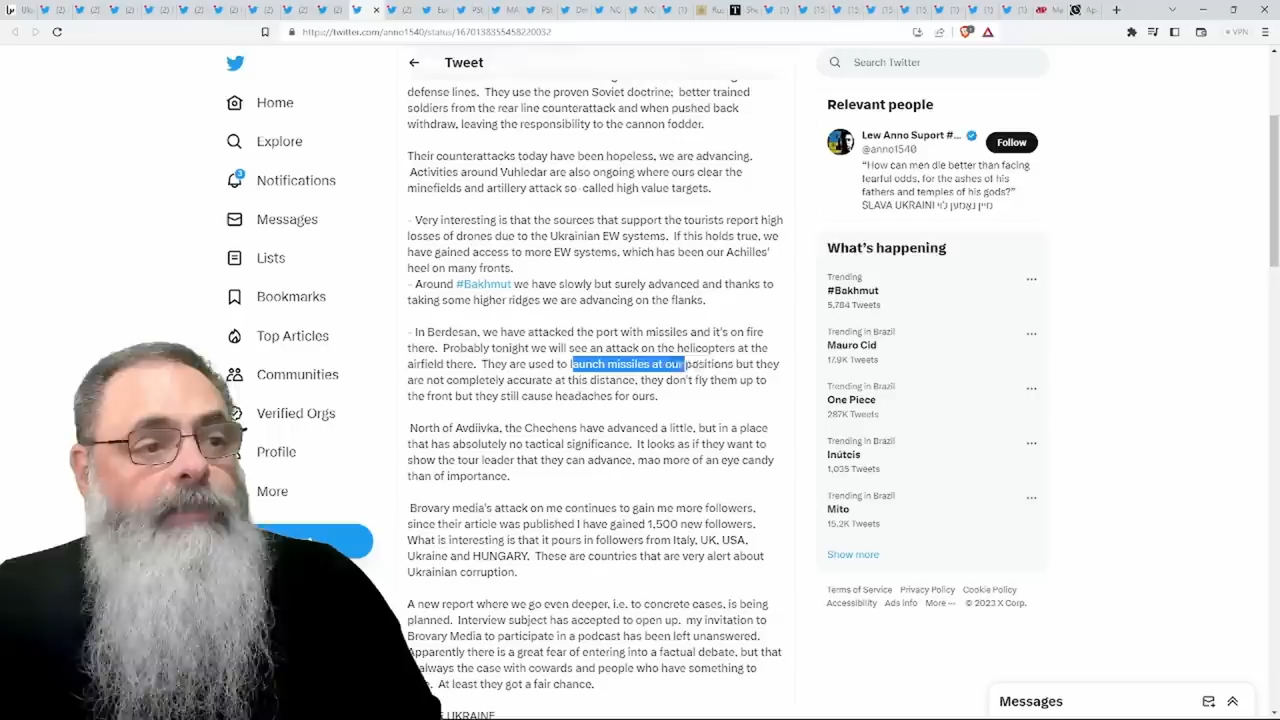 https://twitter.com/anno1540/status/1670138355458220032
VPN
Home
Explore
3
Notifications
Messages
Lists
Bookmarks
Top Articles
Communities
Verified Orgs
Profile
More
Tweet
defense lines. They use the proven Soviet doctrine; better trained
soldiers from the rear line counterattack and when pushed back
withdraw, leaving the responsibility to the cannon fodder.
Their counterattacks today have been hopeless, we are advancing.
Activities around Vuhledar are also ongoing where ours clear the
minefields and artillery attack so-called high value targets.
- Very interesting is that the sources that support the tourists report high
losses of drones due to the Ukrainian EW systems. If this holds true, we
have gained access to more EW systems, which has been our Achilles'
heel on many fronts.
- Around #Bakhmut we have slowly but surely advanced and thanks to
taking some higher ridges we are advancing on the flanks.
- In Berdesan, we have attacked the port with missiles and it's on fire
there. Probably tonight we will see an attack on the helicopters at the
airfield there. They are used to launch missiles at our positions but they
are not completely accurate at this distance, they don't fly them up to
the front but they still cause headaches for ours.
North of Avdiivka, the Chechens have advanced a little, but in a place
that has absolutely no tactical significance. It looks as if they want to
show the tour leader that they can advance, mao more of an eye candy
than of importance.
Brovary media's attack on me continues to gain me more followers,
since their article was published I have gained 1,500 new followers.
What is interesting is that it pours in followers from Italy, UK, USA,
Ukraine and HUNGARY. These are countries that are very alert about
Ukrainian corruption.
A new report where we go even deeper, i.e. to concrete cases, is being
planned. Interview subject has accepted to open up. my invitation to
Brovary Media to participate in a podcast has been left unanswered.
Apparently there is a great fear of entering into a factual debate, but that
always the case with cowards and people who have something to
At least they got a fair chance.
UKRAINE
Search Twitter
Relevant people
Lew Anno Suport #...
@anno1540
Follow
"How can men die better than facing
fearful odds, for the ashes of his
fathers and temples of his gods?"
SLAVA UKRAINI מיין נאָמען לוי
What's happening
Trending
#Bakhmut
5,784 Tweets
Trending in Brazil
Mauro Cid
17.9K Tweets
Trending in Brazil
One Piece
287K Tweets
Trending in Brazil
Inúteis
1,035 Tweets
Trending in Brazil
Mito
15.2K Tweets
Show more
Terms of Service Privacy Policy Cookie Policy
Accessibility Ads info More ··· © 2023 X Corp.
Messages